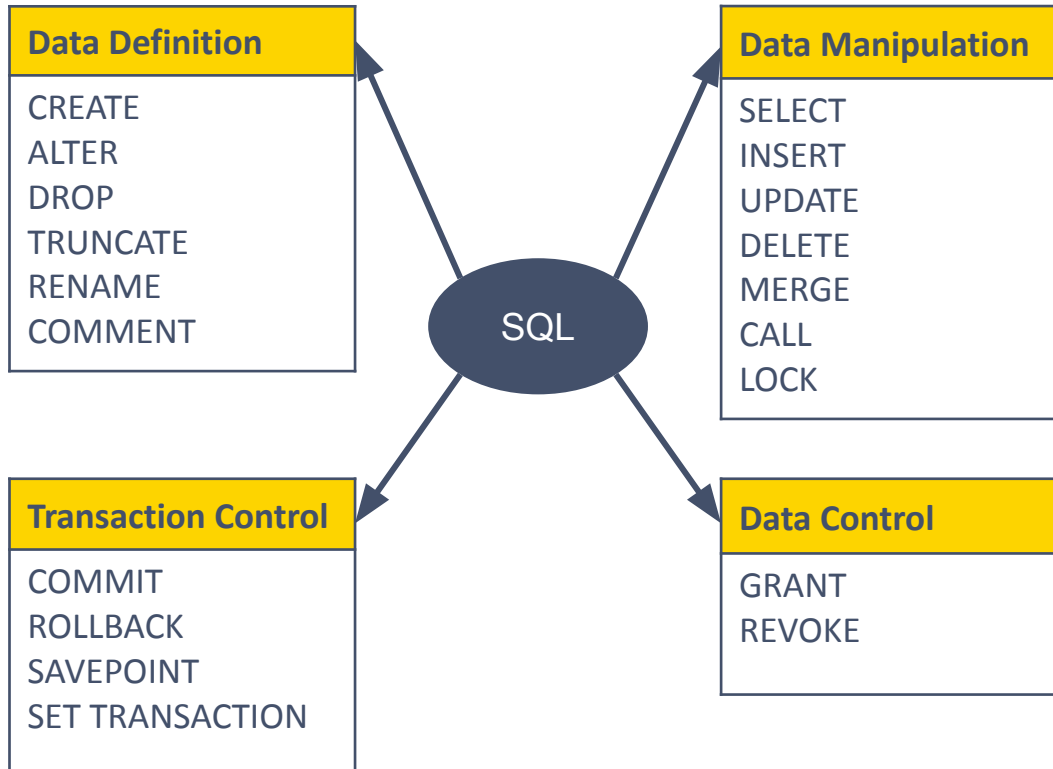 Data Definition
CREATE
ALTER
DROP
TRUNCATE
RENAME
COMMENT
Data Manipulation
SELECT
INSERT
UPDATE
DELETE
MERGE
CALL
LOCK
SQL
Transaction Control
COMMIT
ROLLBACK
SAVEPOINT
SET TRANSACTION
Data Control
GRANT
REVOKE